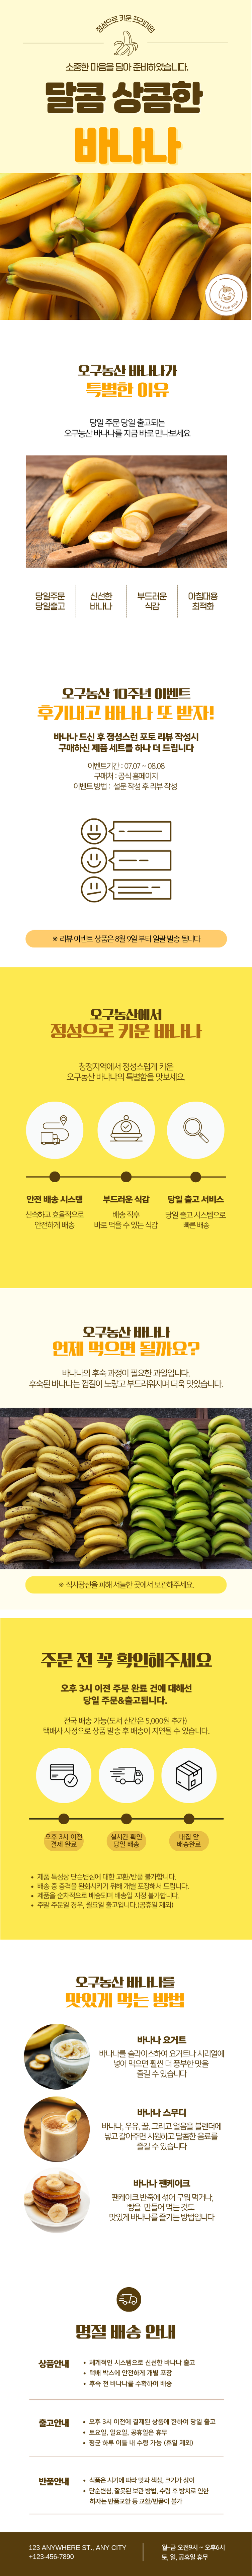 정성으로 키운 프리미엄
소중한 마음을 담아 준비하였습니다.
달콤 상콤한
바나나
오구농산 바나나가
특별한 이유
당일 주문 당일 출고되는
오구농산 바나나를 지금 바로 만나보세요
당일주문
당일출고
신선한
바나나
부드러운
식감
아침대용
최적화
오구농산 10주년 이벤트
후기내고 바나나 또 받자!
바나나 드신 후 정성스런 포토 리뷰 작성시
구매하신 제품 세트를 하나 더 드립니다
이벤트기간 : 07.07 ~ 08.08
구매처 : 공식 홈페이지
이벤트 방법 : 설문 작성 후 리뷰 작성
※ 리뷰 이벤트 상품은 8월 9일 부터 일괄 발송 됩니다
오구농산에서
정성으로 키운 바나나
청정지역에서 정성스럽게 키운
오구농산 바나나의 특별함을 맛보세요.
안전 배송 시스템
신속하고 효율적으로
안전하게 배송
부드러운 식감
배송 직후
바로 먹을 수 있는 식감
당일 출고 서비스
당일 출고 시스템으로
빠른 배송
오구농산 바나나
언제 먹으면 될까요?
바나나의 후숙 과정이 필요한 과일입니다.
후숙된 바나나는 껍질이 노랗고 부드러워지며 더욱 맛있습니다.
※ 직사광선을 피해 서늘한 곳에서 보관해주세요.
주문 전 꼭 확인해주세요
오후 3시 이전 주문 완료 건에 대해선
당일 주문&출고됩니다.
전국 배송 가능(도서 산간은 5,000원 추가)
택배사 사정으로 상품 발송 후 배송이 지연될 수 있습니다.
오후 3시 이전
결제 완료
실시간 확인
당일 배송
내집 앞
배송완료
• 제품 특성상 단순변심에 대한 교환/반품 불가합니다.
• 배송 중 충격을 완화시키기 위해 개별 포장해서 드립니다.
• 제품을 순차적으로 배송되며 배송일 지정 불가합니다.
• 주말 주문일 경우, 월요일 출고입니다.(공휴일 제외)
오구농산 바나나를
맛있게 먹는 방법
바나나 요거트
바나나를 슬라이스하여 요거트나 시리얼에
넣어 먹으면 훨씬 더 풍부한 맛을
즐길 수 있습니다
바나나 스무디
바나나, 우유, 꿀, 그리고 얼음을 블렌더에
넣고 갈아주면 시원하고 달콤한 음료를
즐길 수 있습니다
바나나 팬케이크
팬케이크 반죽에 섞어 구워 먹거나,
빵을 만들어 먹는 것도
맛있게 바나나를 즐기는 방법입니다
명절 배송 안내
상품안내
• 체계적인 시스템으로 신선한 바나나 출고
• 택배 박스에 안전하게 개별 포장
• 후숙 전 바나나를 수확하여 배송
출고안내
• 오후 3시 이전에 결제된 상품에 한하여 당일 출고
• 토요일, 일요일, 공휴일은 휴무
• 평균 하루 이틀 내 수령 가능 (휴일 제외)
반품안내
• 식품은 시기에 따라 맛과 색상, 크기가 상이
• 단순변심, 잘못된 보관 방법, 수령 후 방치로 인한
하자는 반품교환 등 교환/반품이 불가
123 ANYWHERE ST., ANY CITY
+123-456-7890
월-금 오전9시 ~ 오후6시
토, 일, 공휴일 휴무